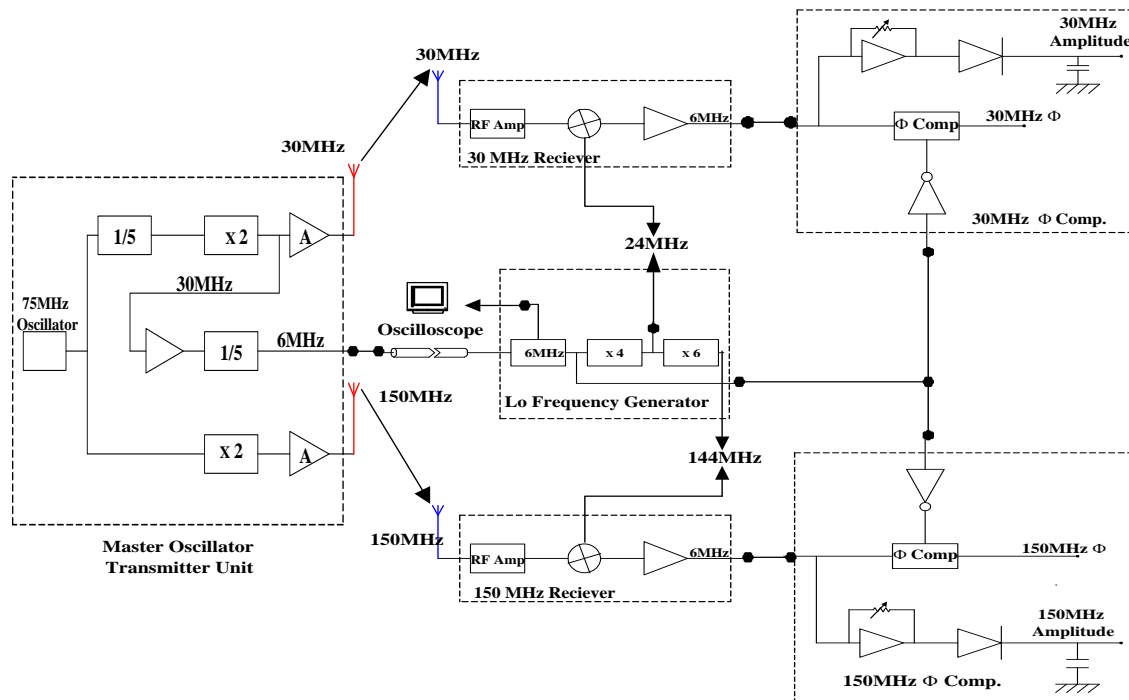 30MHz
Amplitude
30MHz
6MHz
RF Amp
Φ Comp
30MHz Φ
30 MHz Reciever
30MHz
30MHz Φ Comp.
1/5
x 2
A
24MHz
30MHz
75MHz
Oscillator
Oscilloscope
1/5
6MHz
6MHz
x 4
x 6
150MHz
Lo Frequency Generator
x 2
A
144MHz
Master Oscillator
Transmitter Unit
150MHz
RF Amp
6MHz
Φ Comp
150MHz Φ
150 MHz Reciever
150MHz
Amplitude
150MHz Φ Comp.